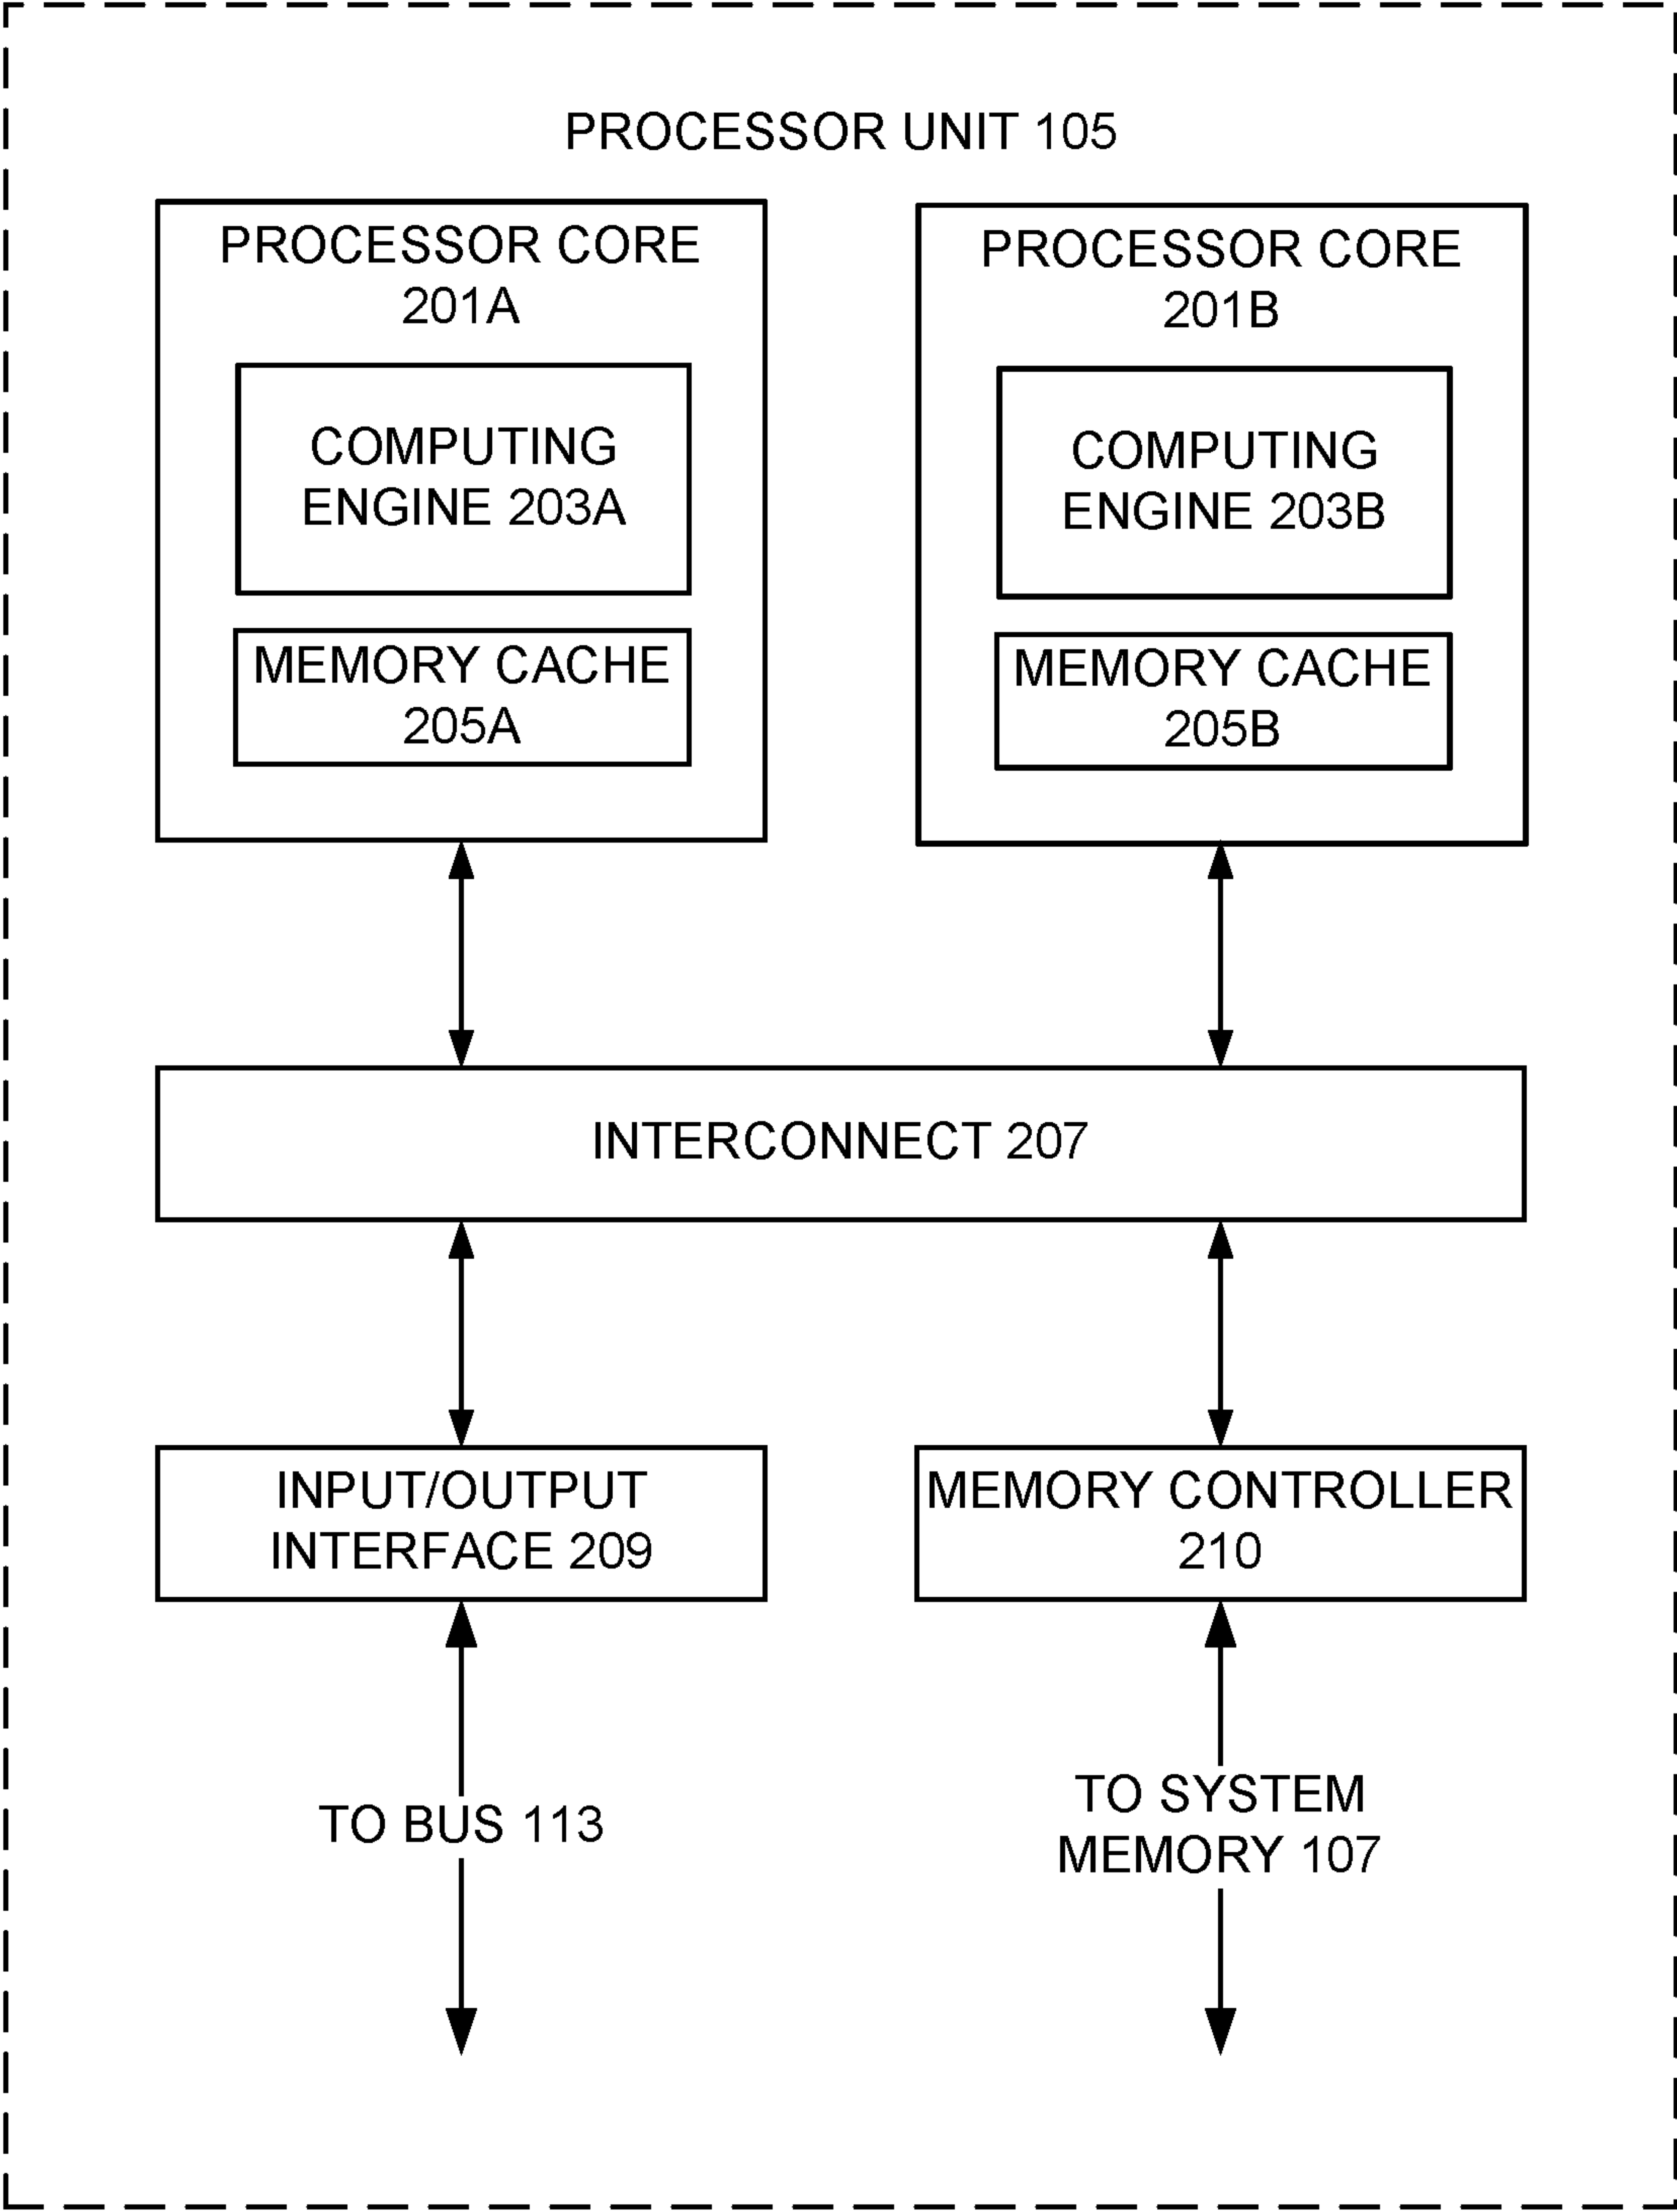 PROCESSOR UNIT 105
PROCESSOR CORE
201A
COMPUTING
ENGINE 203A
MEMORY CACHE
205A
PROCESSOR CORE
201B
COMPUTING
ENGINE 203B
MEMORY CACHE
205B
INTERCONNECT 207
INPUT/OUTPUT
INTERFACE 209
MEMORY CONTROLLER
210
TO BUS 113
TO SYSTEM
MEMORY 107